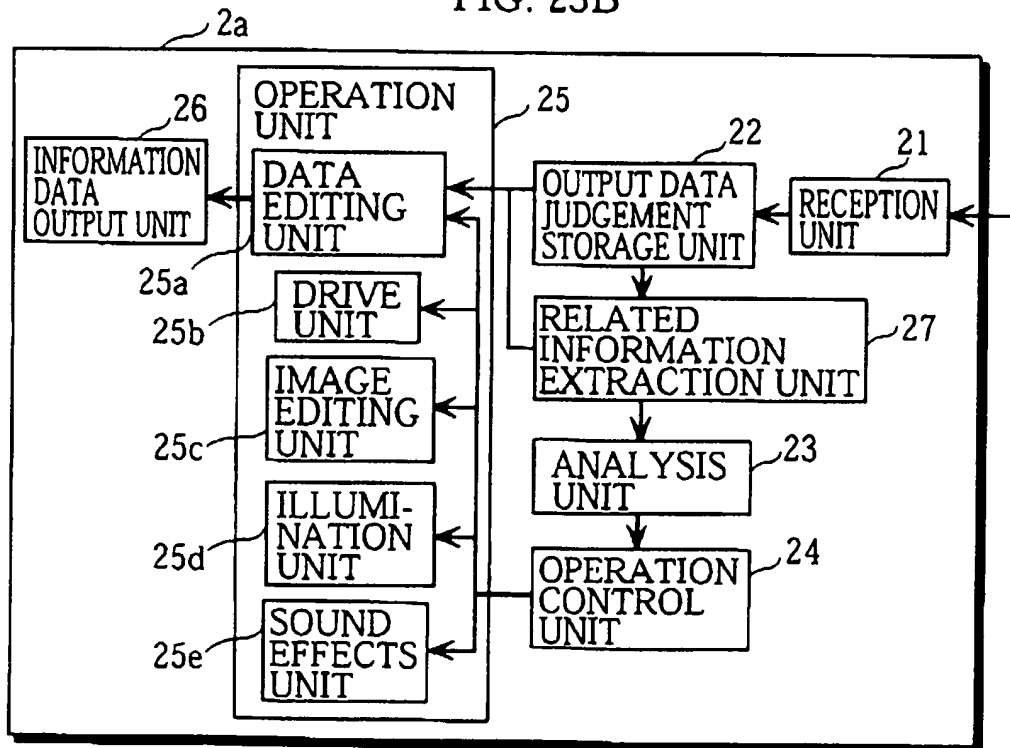 FIG. 23B
2a
26
INFORMATION
DATA
OUTPUT UNIT
OPERATION
UNIT
25
DATA
EDITING
UNIT
25a
DRIVE
UNIT
25b
IMAGE
EDITING
UNIT
25c
ILLUMI-
NATION
UNIT
25d
SOUND
EFFECTS
UNIT
25e
22
OUTPUT DATA
JUDGEMENT
STORAGE UNIT
21
RECEPTION
UNIT
RELATED
INFORMATION
EXTRACTION UNIT
27
ANALYSIS
UNIT
23
OPERATION
CONTROL
UNIT
24